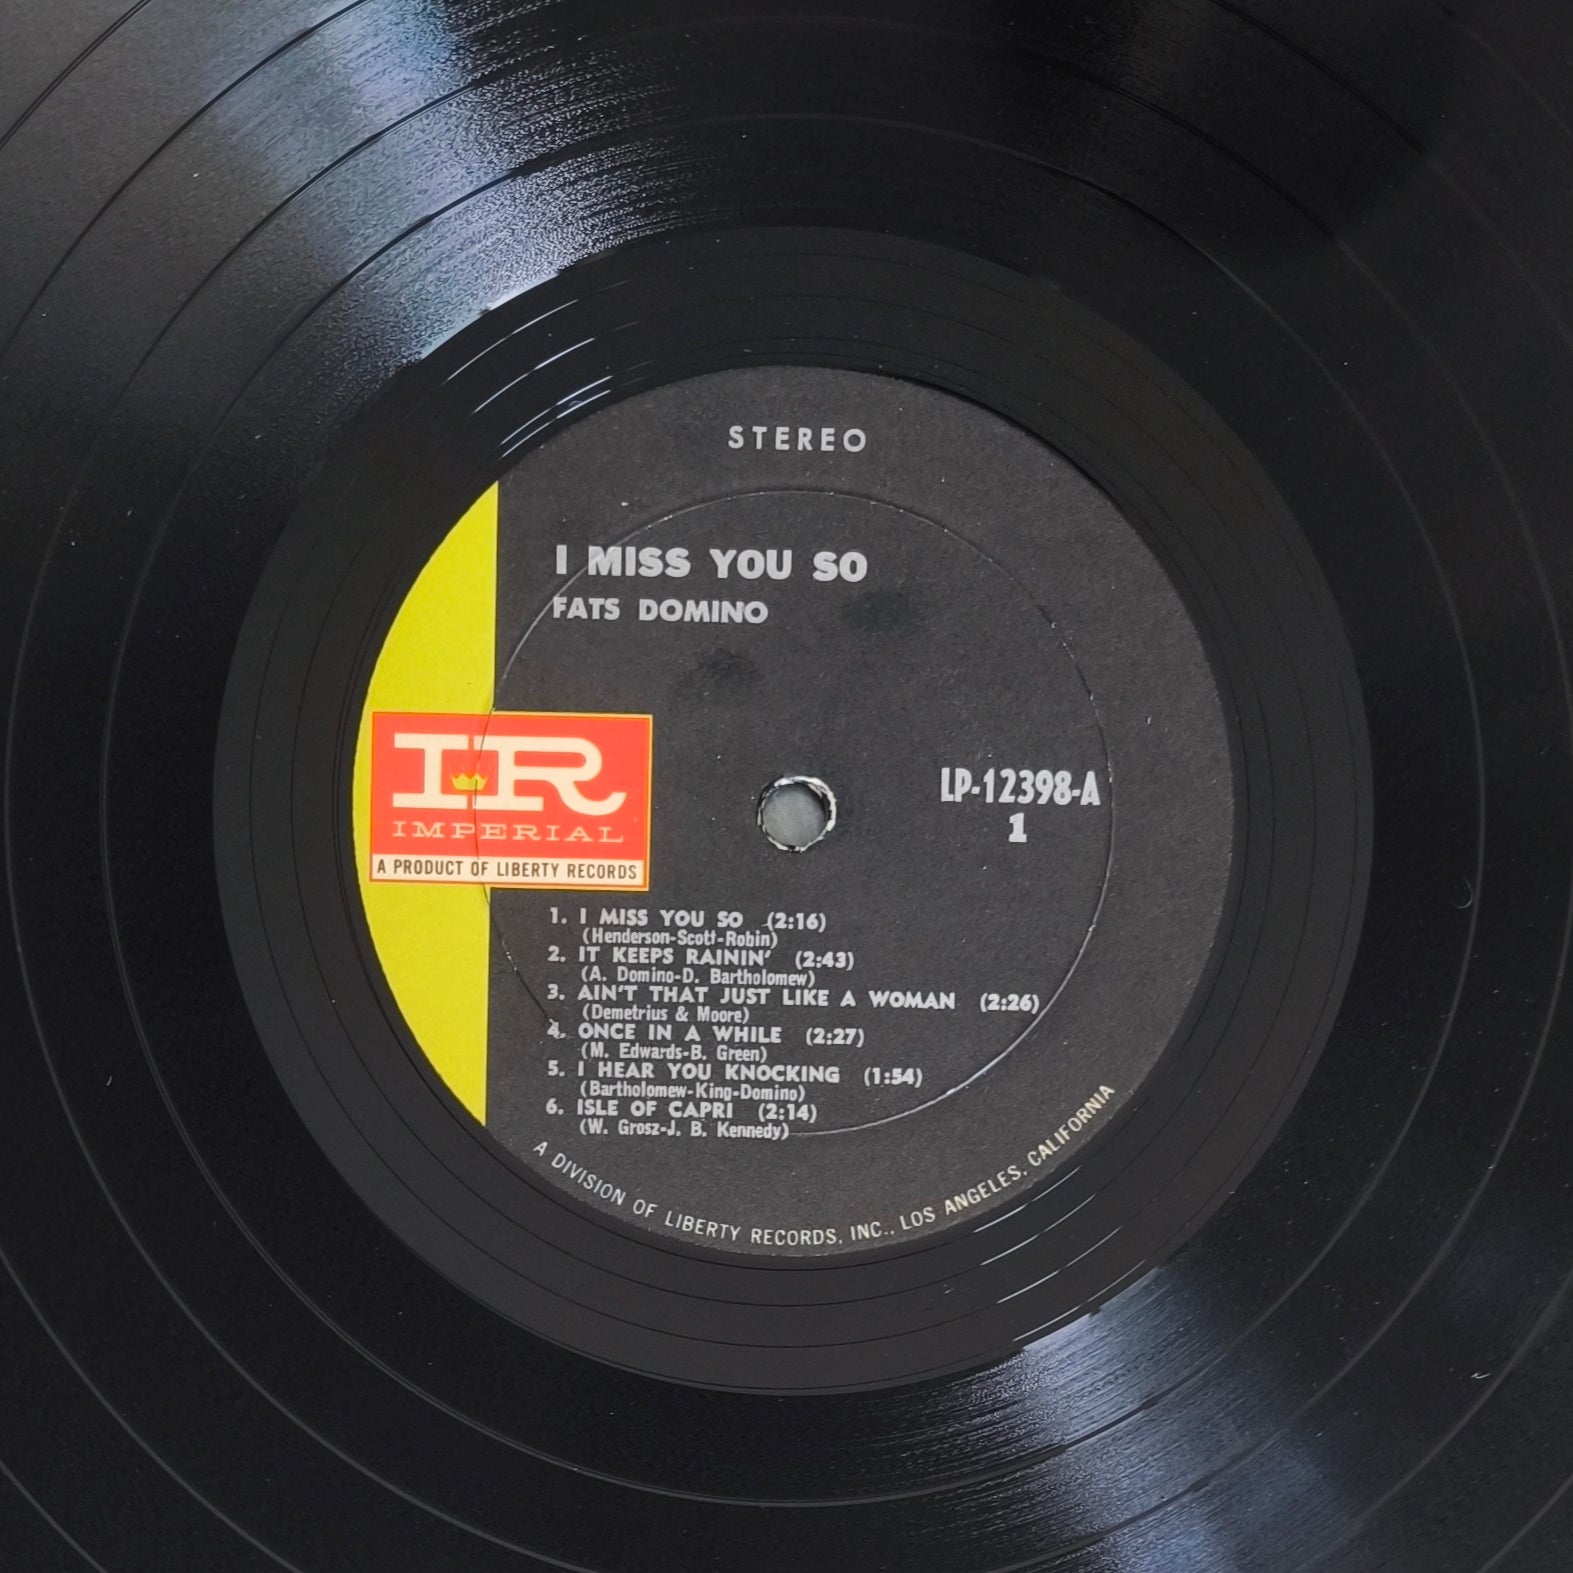 STEREO
I MISS YOU SO
FATS DOMINO
IR
IMPERIAL
A PRODUCT OF LIBERTY RECORDS
LP-12398-A
1
1. I MISS YOU SO (2:16)
(Henderson-Scott-Robin)
2. IT KEEPS RAININ' (2:43)
(A. Domino-D. Bartholomew)
3. AIN'T THAT JUST LIKE A WOMAN (2:26)
(Demetrius & Moore)
4. ONCE IN A WHILE (2:27)
(M. Edwards-B. Green)
5. I HEAR YOU KNOCKING (1:54)
(Bartholomew-King-Domino)
6. ISLE OF CAPRI (2:14)
(W. Grosz-J. B. Kennedy)
A DIVISION OF LIBERTY RECORDS, INC., LOS ANGELES, CALIFORNIA